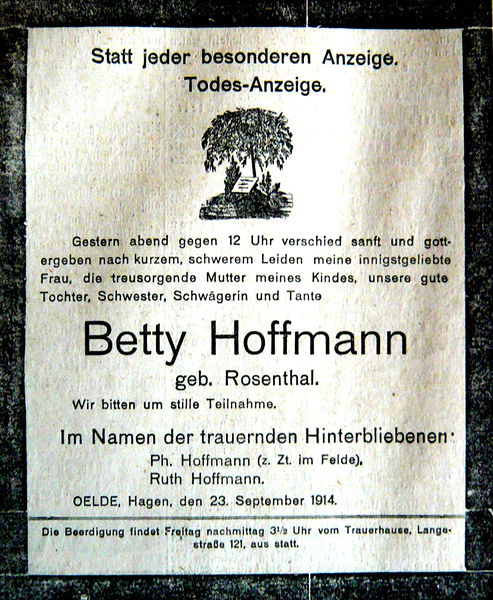 Statt jeder besonderen Anzeige.
Todes-Anzeige.
Gestern abend gegen 12 Uhr verschied sanft und gott-
ergeben nach kurzem, schwerem Leiden meine innigstgeliebte
Frau, die treusorgende Mutter meines Kindes, unsere gute
Tochter, Schwester, Schwägerin und Tante
Betty Hoffmann
geb. Rosenthal.
Wir bitten um stille Teilnahme.
Im Namen der trauernden Hinterbliebenen:
Ph. Hoffmann (z. Zt. im Felde),
Ruth Hoffmann.
OELDE, Hagen, den 23. September 1914.
Die Beerdigung findet Freitag nachmittag 3½ Uhr vom Trauerhause, Lange-
straße 121, aus statt.